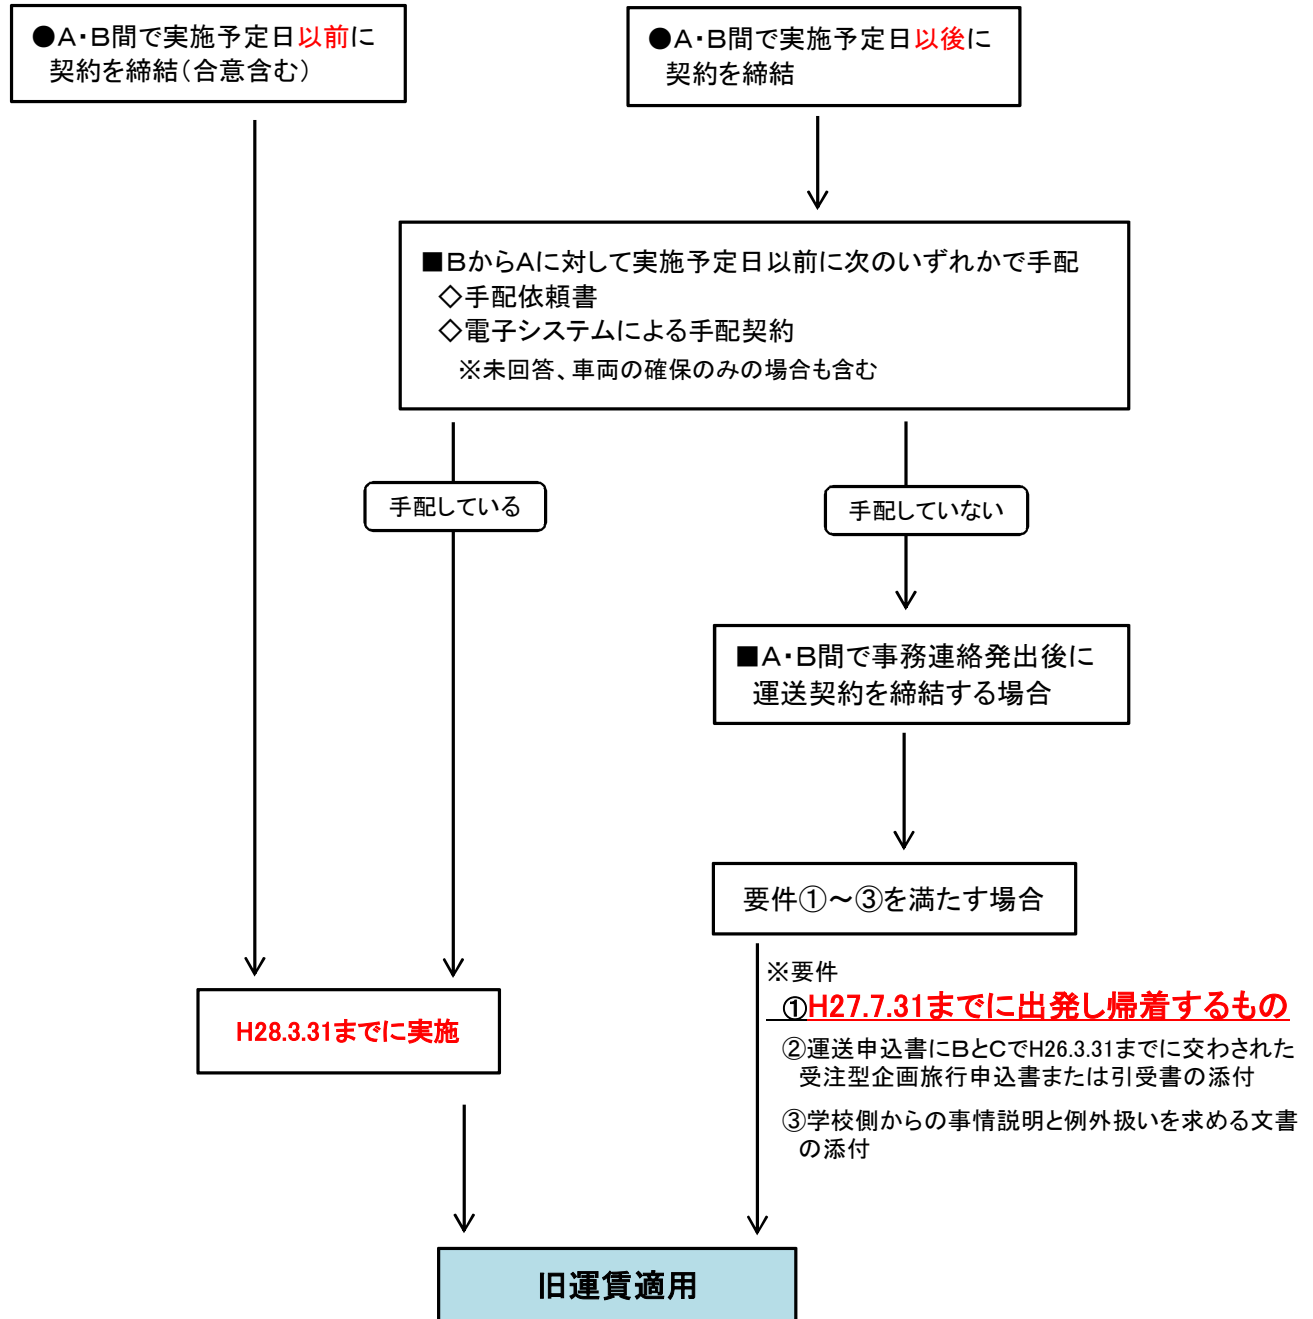 ●A・B間で実施予定日以前に
契約を締結(合意含む)
●A・B間で実施予定日以後に
契約を締結
■BからAに対して実施予定日以前に次のいずれかで手配
◇手配依頼書
◇電子システムによる手配契約
※未回答、車両の確保のみの場合も含む
手配している
手配していない
■A・B間で事務連絡発出後に
運送契約を締結する場合
要件①～③を満たす場合
※要件
①H27.7.31までに出発し帰着するもの
②運送申込書にBとCでH26.3.31までに交わされた
受注型企画旅行申込書または引受書の添付
③学校側からの事情説明と例外扱いを求める文書
の添付
H28.3.31までに実施
旧運賃適用